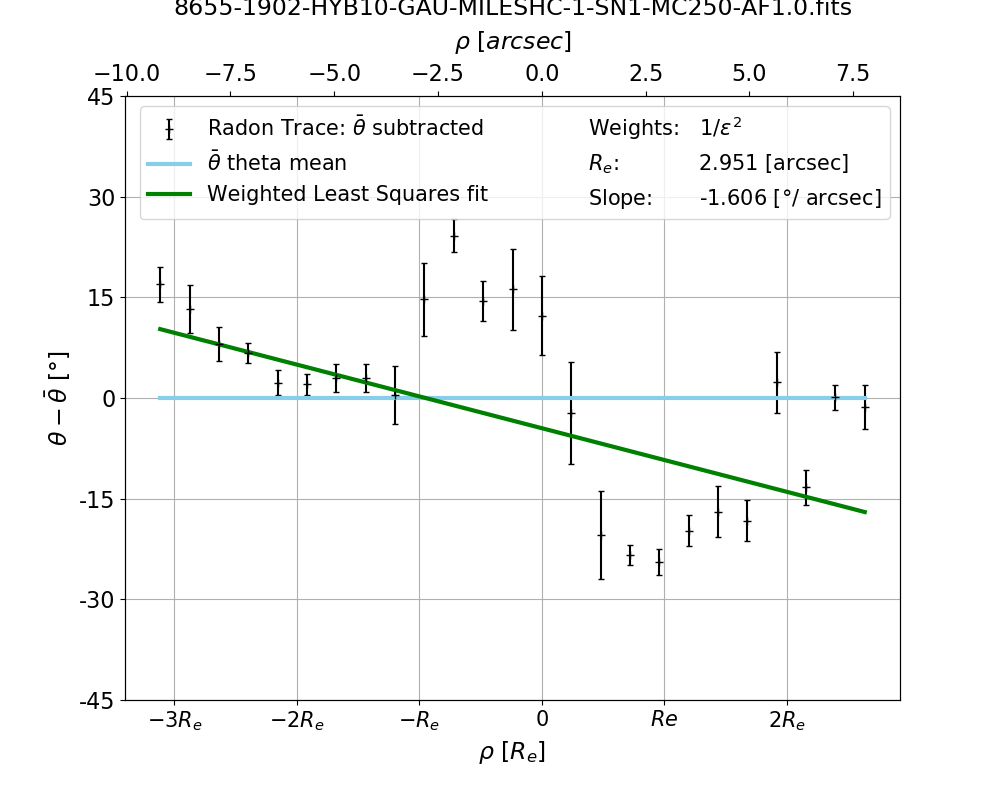 8655-1902-HYB10-GAU-MILESHC-1-SN1-MC250-AF1.0.fits
ρ [arcsec]
−10.0 −7.5 −5.0 −2.5 0.0 2.5 5.0 7.5
Radon Trace: θ̄ subtracted
θ̄ theta mean
Weighted Least Squares fit
Weights: 1/ε²
Rₑ: 2.951 [arcsec]
Slope: -1.606 [°/ arcsec]
45
30
15
0
-15
-30
-45
θ − θ̄ [°]
−3Rₑ −2Rₑ −Rₑ 0 Re 2Rₑ
ρ [Rₑ]